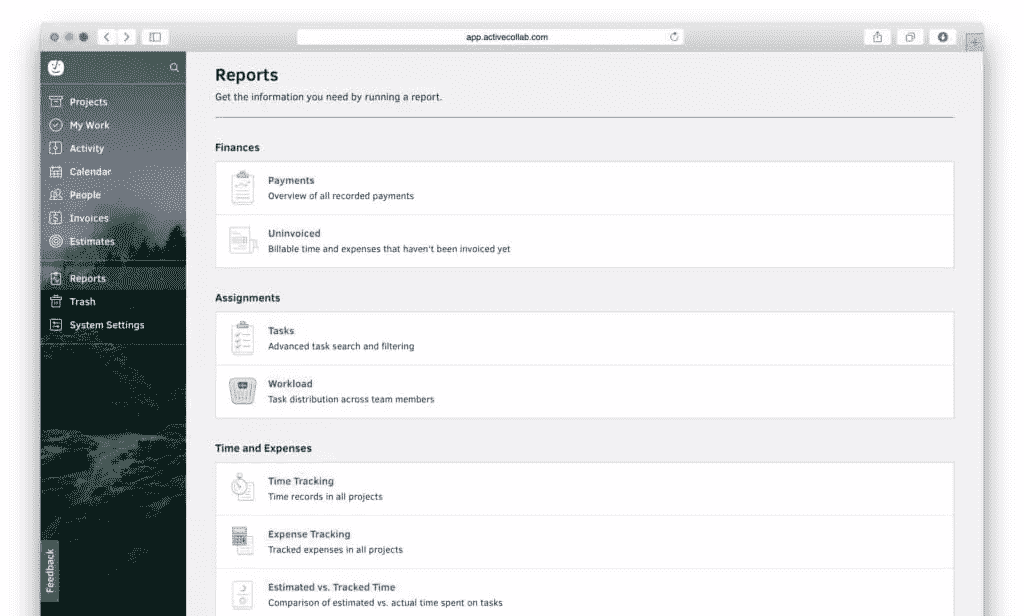 app.activecollab.com
Projects
My Work
Activity
Calendar
People
Invoices
Estimates
Reports
Trash
System Settings
Feedback
Reports
Get the information you need by running a report.
Finances
Payments
Overview of all recorded payments
Uninvoiced
Billable time and expenses that haven't been invoiced yet
Assignments
Tasks
Advanced task search and filtering
Workload
Task distribution across team members
Time and Expenses
Time Tracking
Time records in all projects
Expense Tracking
Tracked expenses in all projects
Estimated vs. Tracked Time
Comparison of estimated vs. actual time spent on tasks